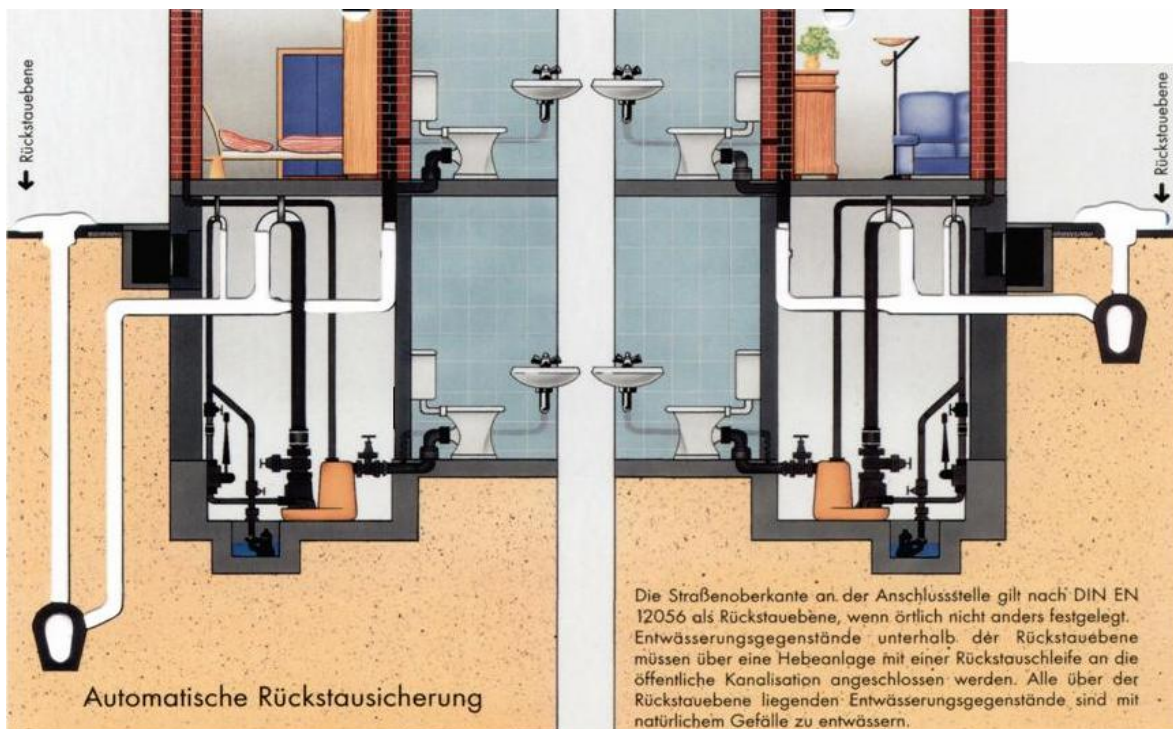 ← Rückstauebene
← Rückstauebene
Die Straßenoberkante an der Anschlussstelle gilt nach DIN EN
12056 als Rückstauebene, wenn örtlich nicht anders festgelegt.
Entwässerungsgegenstände unterhalb der Rückstauebene
müssen über eine Hebeanlage mit einer Rückstauschleife an die
öffentliche Kanalisation angeschlossen werden. Alle über der
Rückstauebene liegenden Entwässerungsgegenstände sind mit
natürlichem Gefälle zu entwässern.
Automatische Rückstausicherung